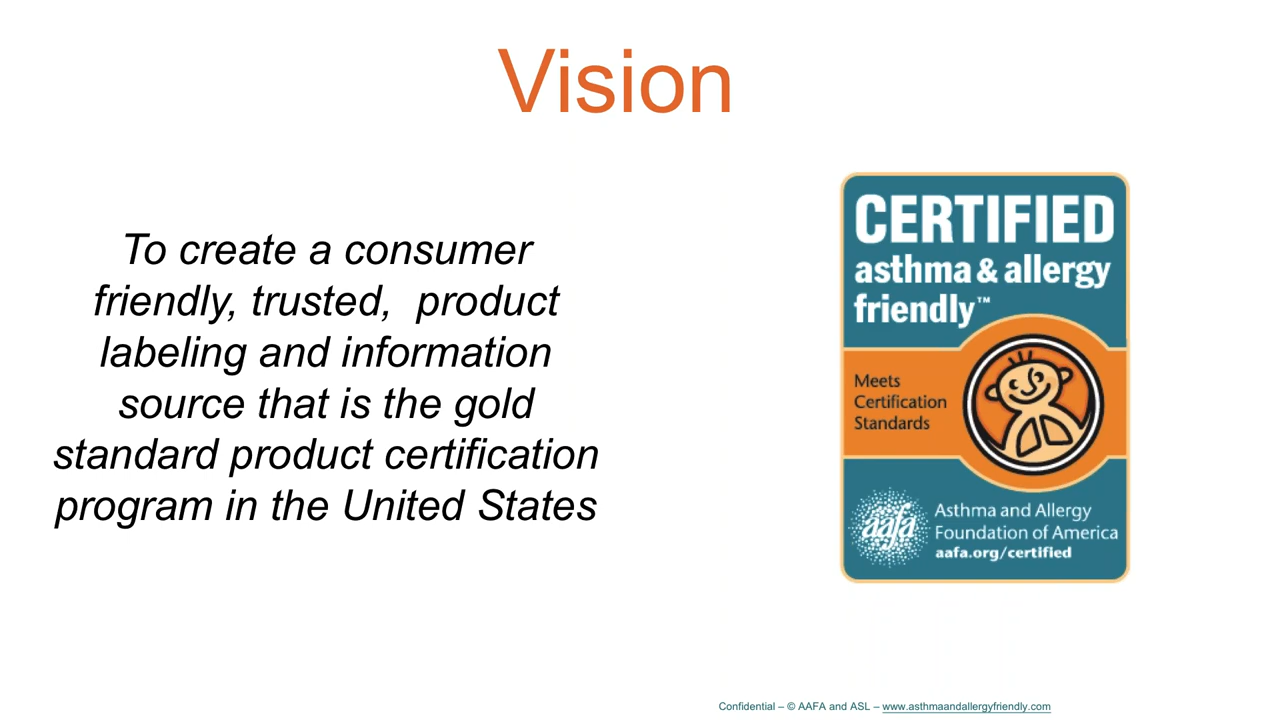 Vision
To create a consumer
friendly, trusted,  product
labeling and information
source that is the gold
standard product certification
program in the United States
CERTIFIED
asthma & allergy
friendly™
Meets
Certification
Standards
aafa
Asthma and Allergy
Foundation of America
aafa.org/certified
Confidential – © AAFA and ASL – www.asthmaandallergyfriendly.com